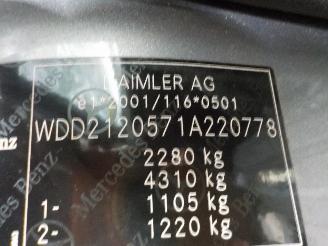 DAIMLER AG
e1*2001/116*0501
WDD2120571A220778
2280 kg
4310 kg
1- 1105 kg
2- 1220 kg